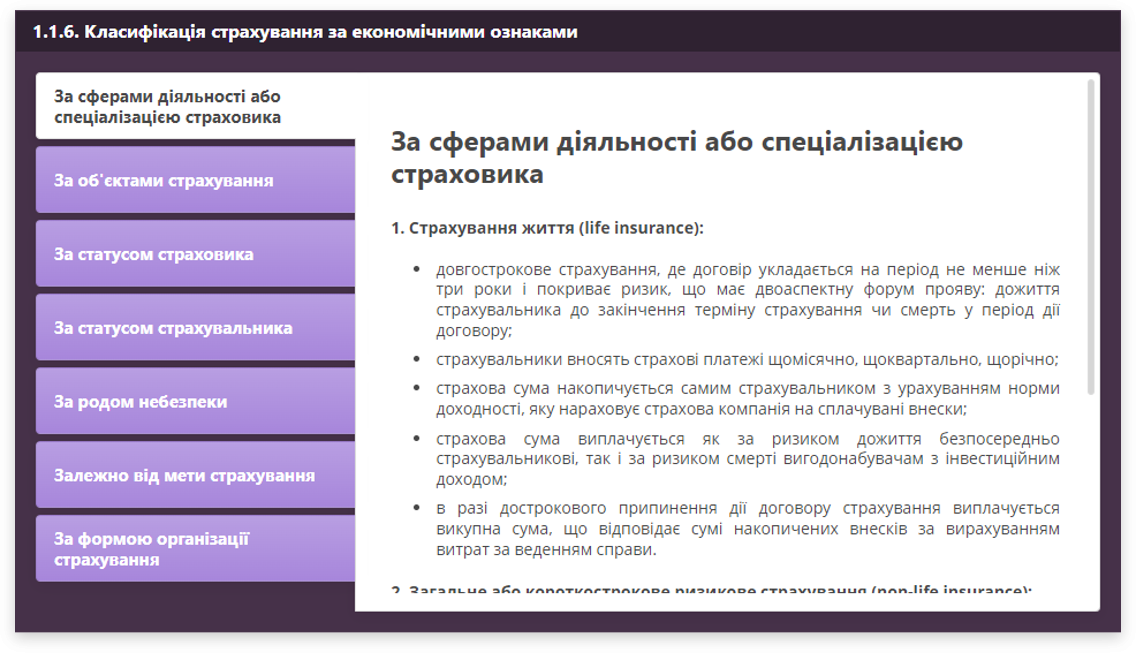 1.1.6. Класифікація страхування за економічними ознаками
За сферами діяльності або
спеціалізацією страховика
За об'єктами страхування
За статусом страховика
За статусом страхувальника
За родом небезпеки
Залежно від мети страхування
За формою організації
страхування
За сферами діяльності або спеціалізацією
страховика
1. Страхування життя (life insurance):
• довгострокове страхування, де договір укладається на період не менше ніж
три роки і покриває ризик, що має двоаспектну форум прояву: дожиття
страхувальника до закінчення терміну страхування чи смерть у період дії
договору;
• страхувальники вносять страхові платежі щомісячно, щоквартально, щорічно;
• страхова сума накопичується самим страхувальником з урахуванням норми
доходності, яку нараховує страхова компанія на сплачувані внески;
• страхова сума виплачується як за ризиком дожиття безпосередньо
страхувальникові, так і за ризиком смерті вигодонабувачам з інвестиційним
доходом;
• в разі дострокового припинення дії договору страхування виплачується
викупна сума, що відповідає сумі накопичених внесків за вирахуванням
витрат за веденням справи.
2. Загальне або короткострокове ризикове страхування (non-life insurance):